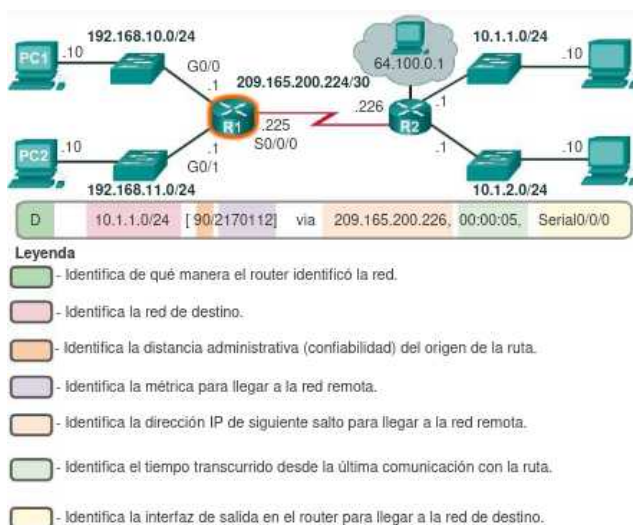 192.168.10.0/24
10.1.1.0/24
PC1
.10
G0/0
.1
64.100.0.1
.10
209.165.200.224/30
.226
.1
R1
.225
S0/0/0
R2
PC2
.10
.1
G0/1
.1
.10
192.168.11.0/24
10.1.2.0/24
D 10.1.1.0/24 [ 90/2170112] via 209.165.200.226, 00:00:05, Serial0/0/0
Leyenda
- Identifica de qué manera el router identificó la red.
- Identifica la red de destino.
- Identifica la distancia administrativa (confiabilidad) del origen de la ruta.
- Identifica la métrica para llegar a la red remota.
- Identifica la dirección IP de siguiente salto para llegar a la red remota.
- Identifica el tiempo transcurrido desde la última comunicación con la ruta.
- Identifica la interfaz de salida en el router para llegar a la red de destino.